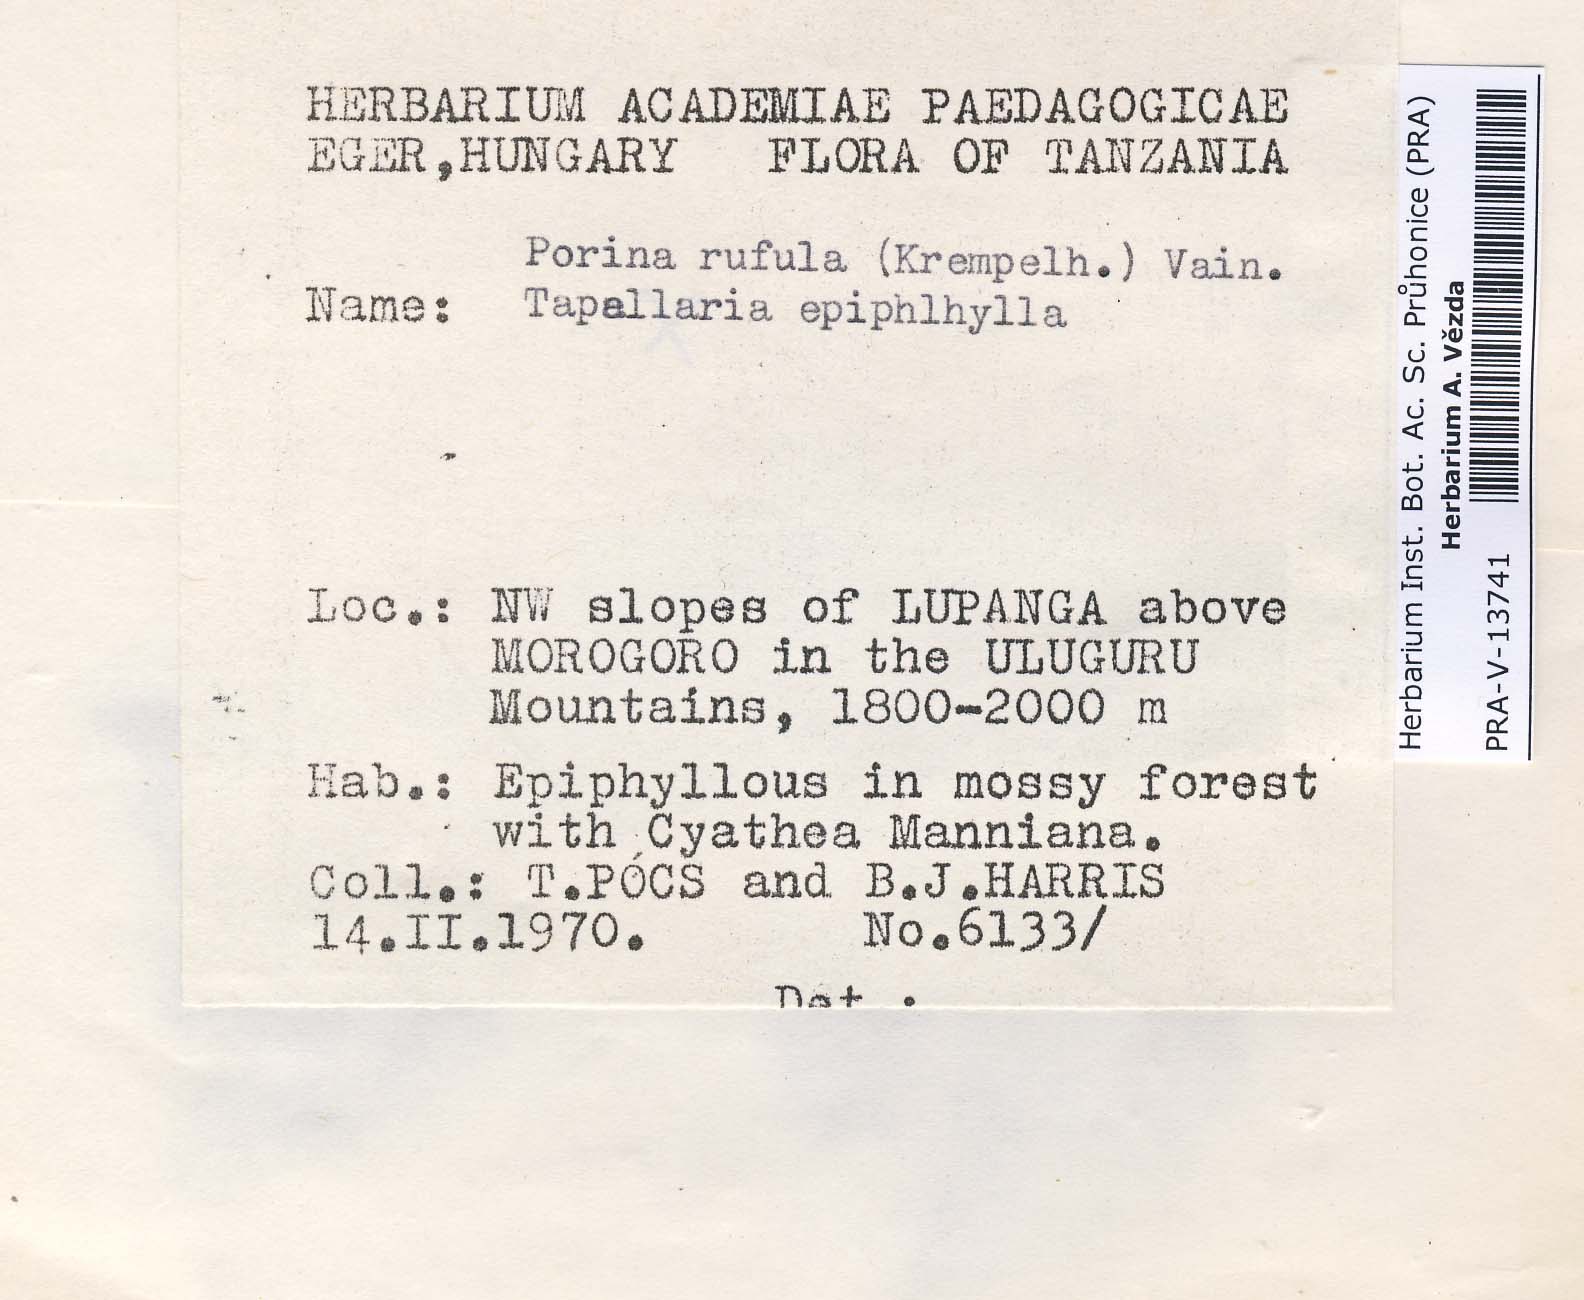 HERBARIUM ACADEMIAE PAEDAGOGICAE
EGER,HUNGARY FLORA OF TANZANIA
Porina rufula (Krempelh.) Vain.
Name: Tapellaria epiphlhylla
Loc.: NW slopes of LUPANGA above
MOROGORO in the ULUGURU
Mountains, 1800-2000 m
Hab.: Epiphyllous in mossy forest
with Cyathea Manniana.
Coll.: T.PÓCS and B.J.HARRIS
14.II.1970. No.6133/
Det.:
Herbarium Inst. Bot. Ac. Sc. Průhonice (PRA)
Herbarium A. Vězda
PRA-V-13741